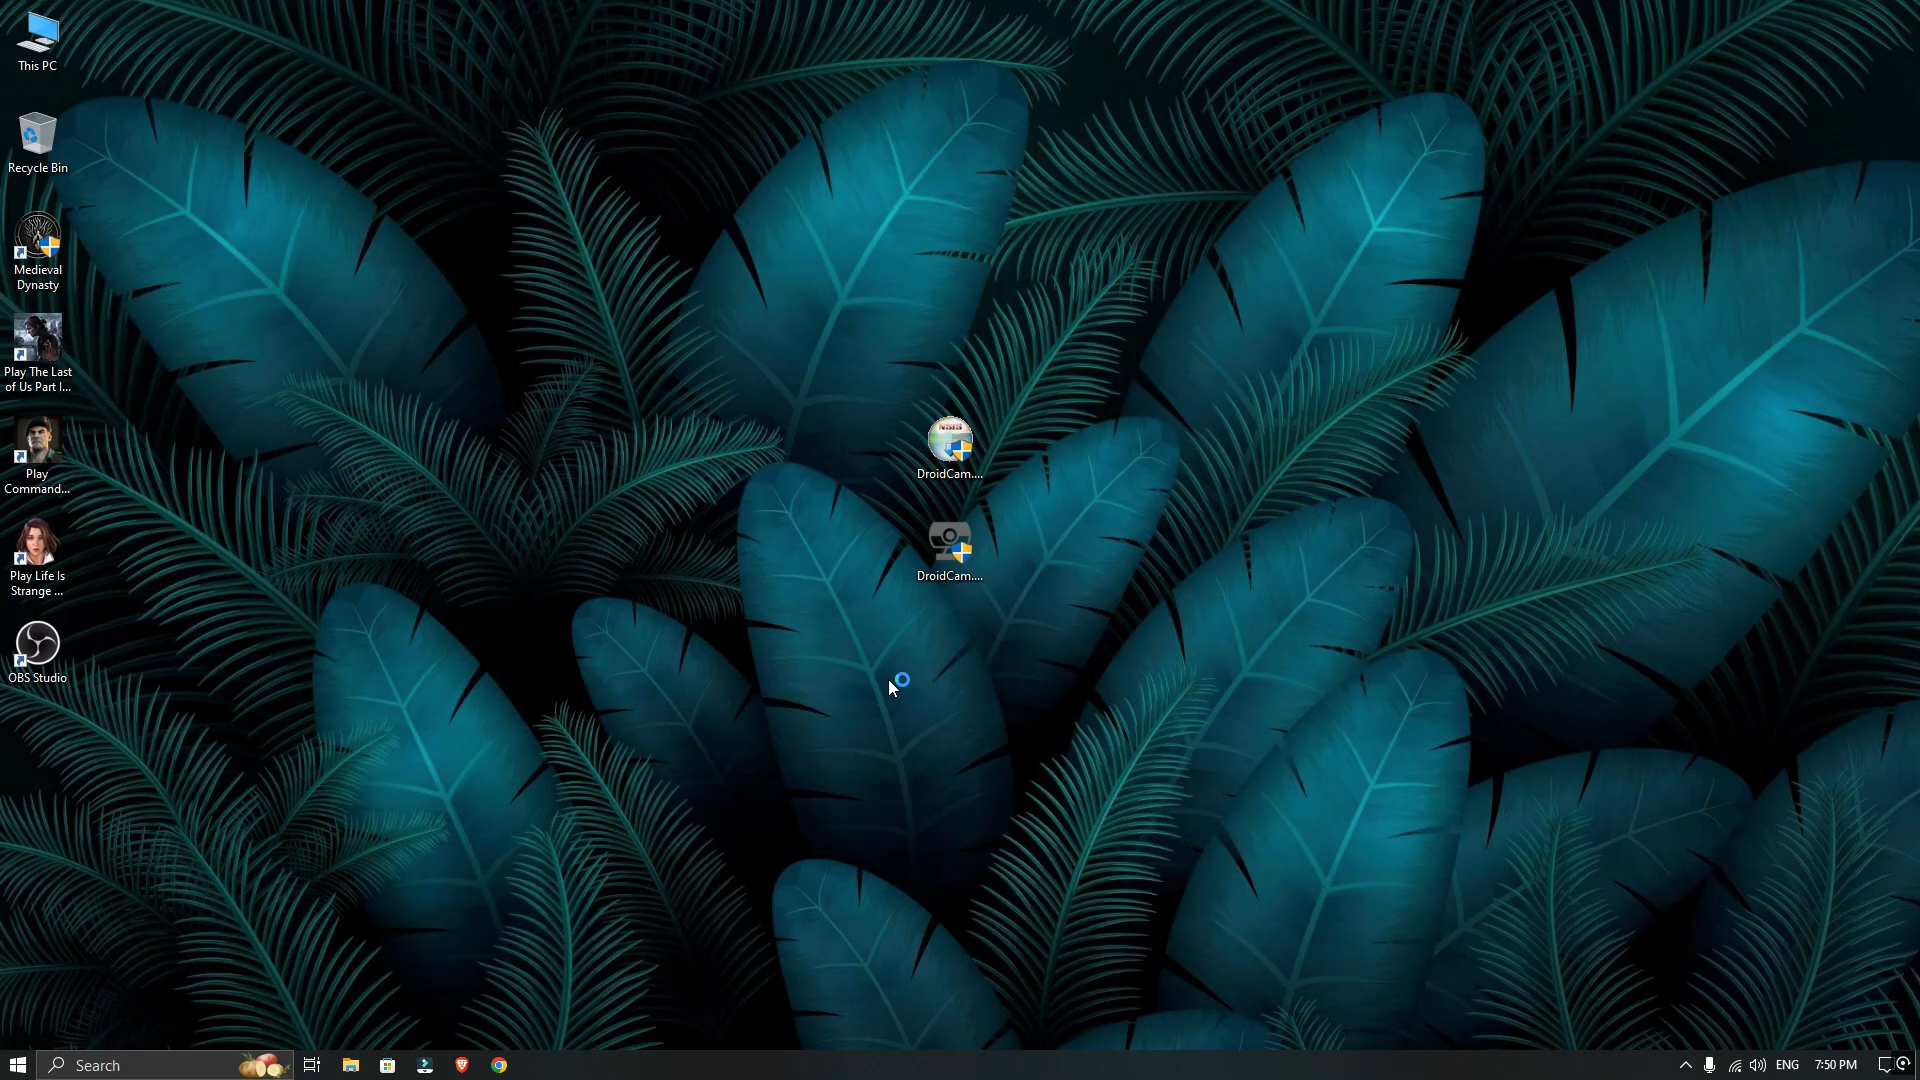 This PC
Recycle Bin
Medieval
Dynasty
Play The Last
of Us Part I...
Play
Command...
Play Life Is
Strange ...
OBS Studio
NSIS
DroidCam....
DroidCam....
Search
ENG
7:50 PM